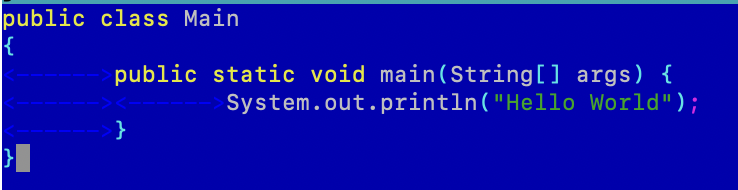 public class Main
{
<------>public static void main(String[] args) {
<------><------>System.out.println("Hello World");
<------>}
}